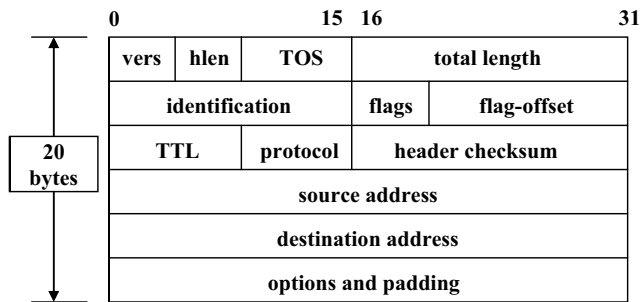 0 15 16 31
vers hlen TOS total length
identification flags flag-offset
TTL protocol header checksum
20
bytes
source address
destination address
options and padding